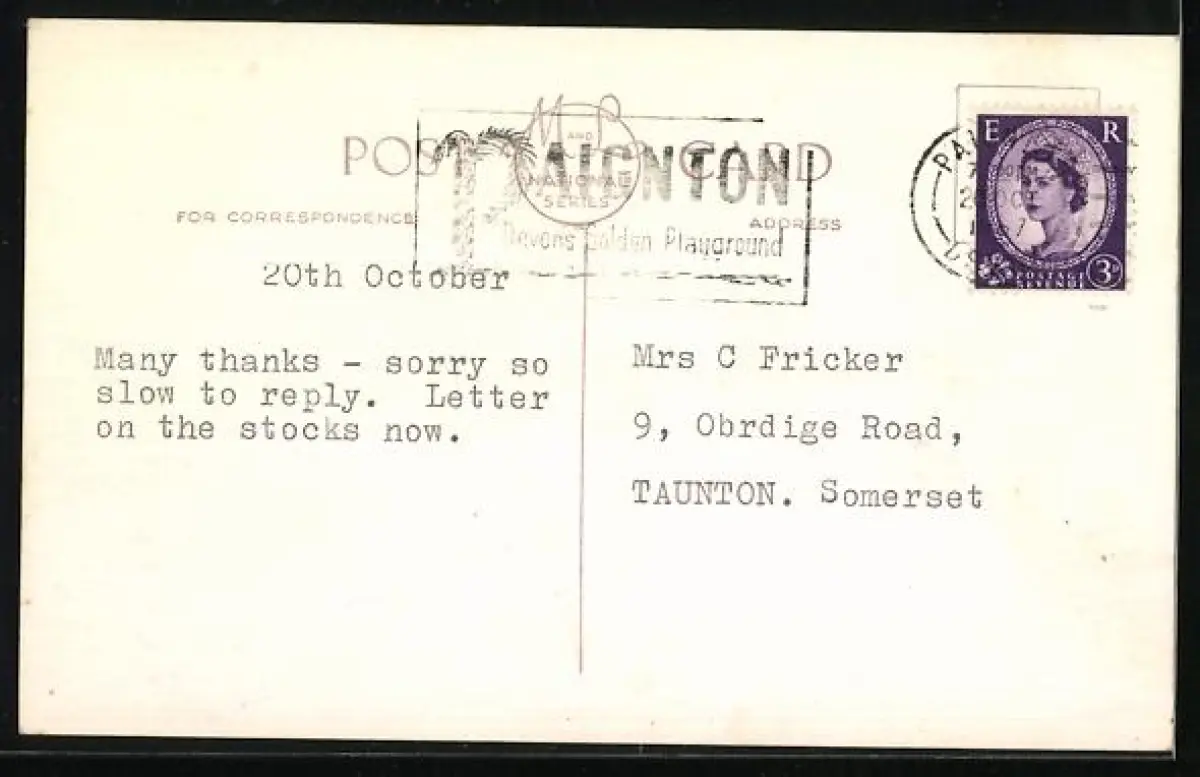 POST CARD
M AND L
NATIONAL
SERIES
PAIGNTON
Devons Golden Playground
FOR CORRESPONDENCE
ADDRESS
E R
POSTAGE
REVENUE
3D
20th October
Many thanks - sorry so
slow to reply. Letter
on the stocks now.
Mrs C Fricker
9, Obrdige Road,
TAUNTON. Somerset